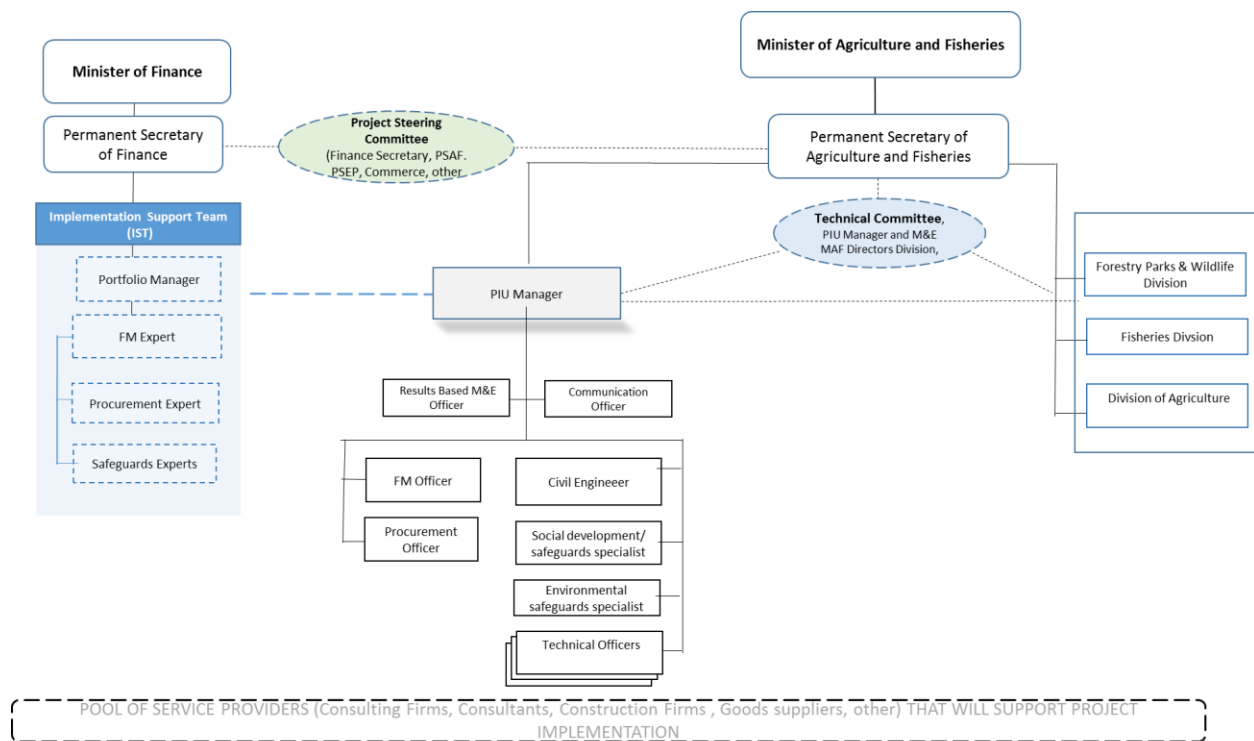 Minister of Finance
Minister of Agriculture and Fisheries
Permanent Secretary
of Finance
Project Steering
Committee
(Finance Secretary, PSAF.
PSEP, Commerce, other
Permanent Secretary of
Agriculture and Fisheries
Implementation Support Team
(IST)
Technical Committee,
PIU Manager and M&E
MAF Directors Division,
Portfolio Manager
FM Expert
Procurement Expert
Safeguards Experts
PIU Manager
Forestry Parks & Wildlife
Division
Fisheries Divsion
Division of Agriculture
Results Based M&E
Officer
Communication
Officer
FM Officer
Procurement
Officer
Civil Engineeer
Social development/
safeguards specialist
Environmental
safeguards specialist
Technical Officers
POOL OF SERVICE PROVIDERS (Consulting Firms, Consultants, Construction Firms , Goods suppliers, other) THAT WILL SUPPORT PROJECT
IMPLEMENTATION